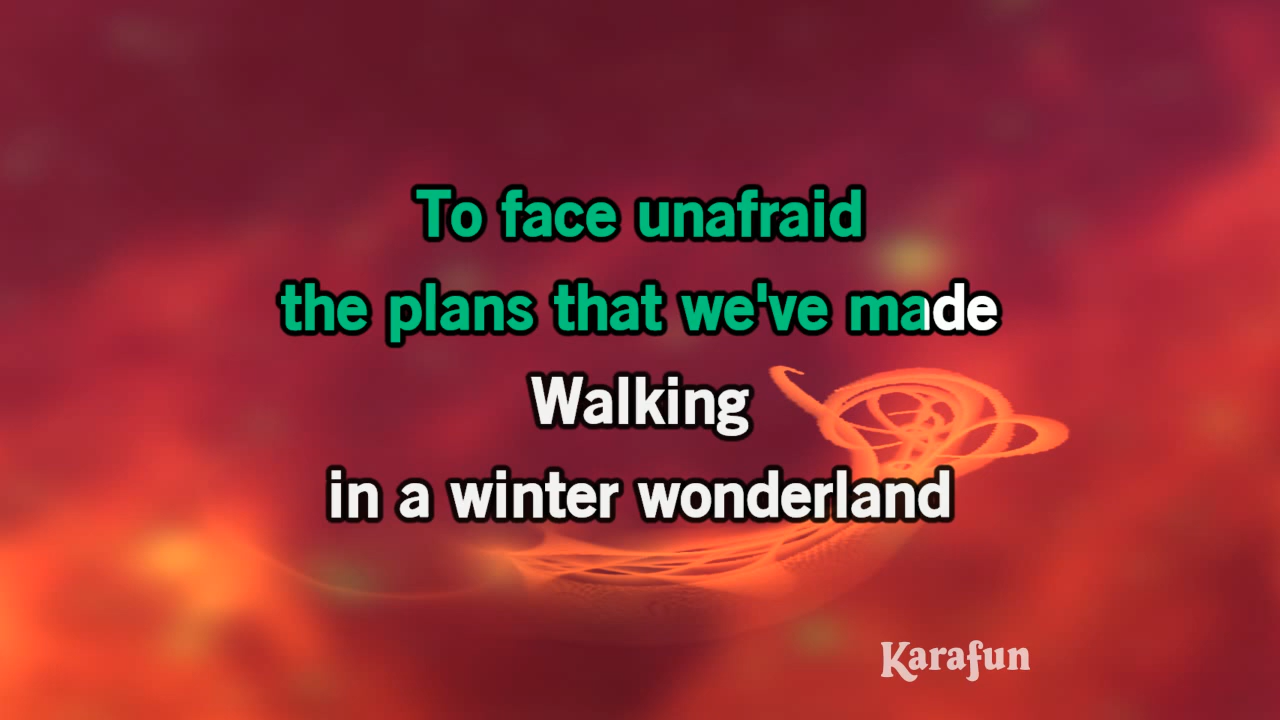 To face unafraid
the plans that we've made
Walking
in a winter wonderland
Karafun